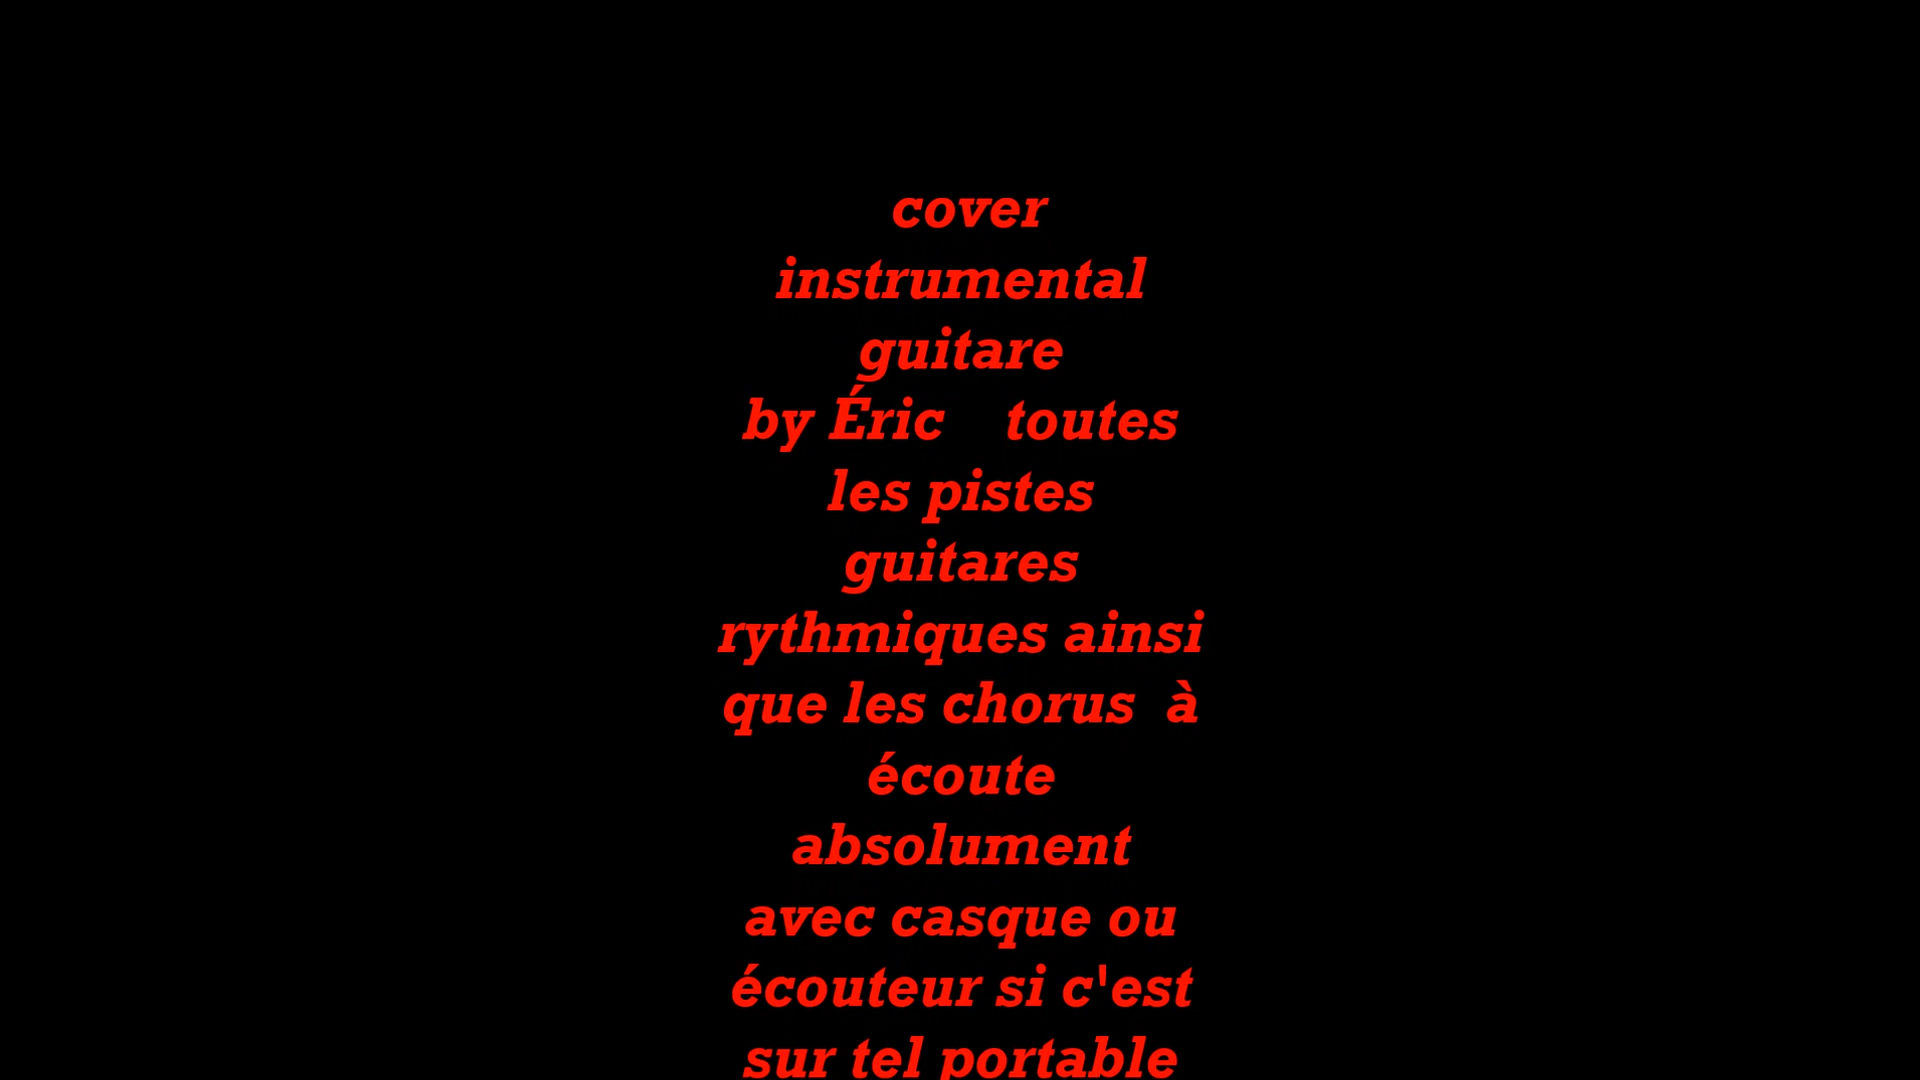 cover
instrumental
guitare
by Éric    toutes
les pistes
guitares
rythmiques ainsi
que les chorus  à
écoute
absolument
avec casque ou
écouteur si c'est
sur tel portable